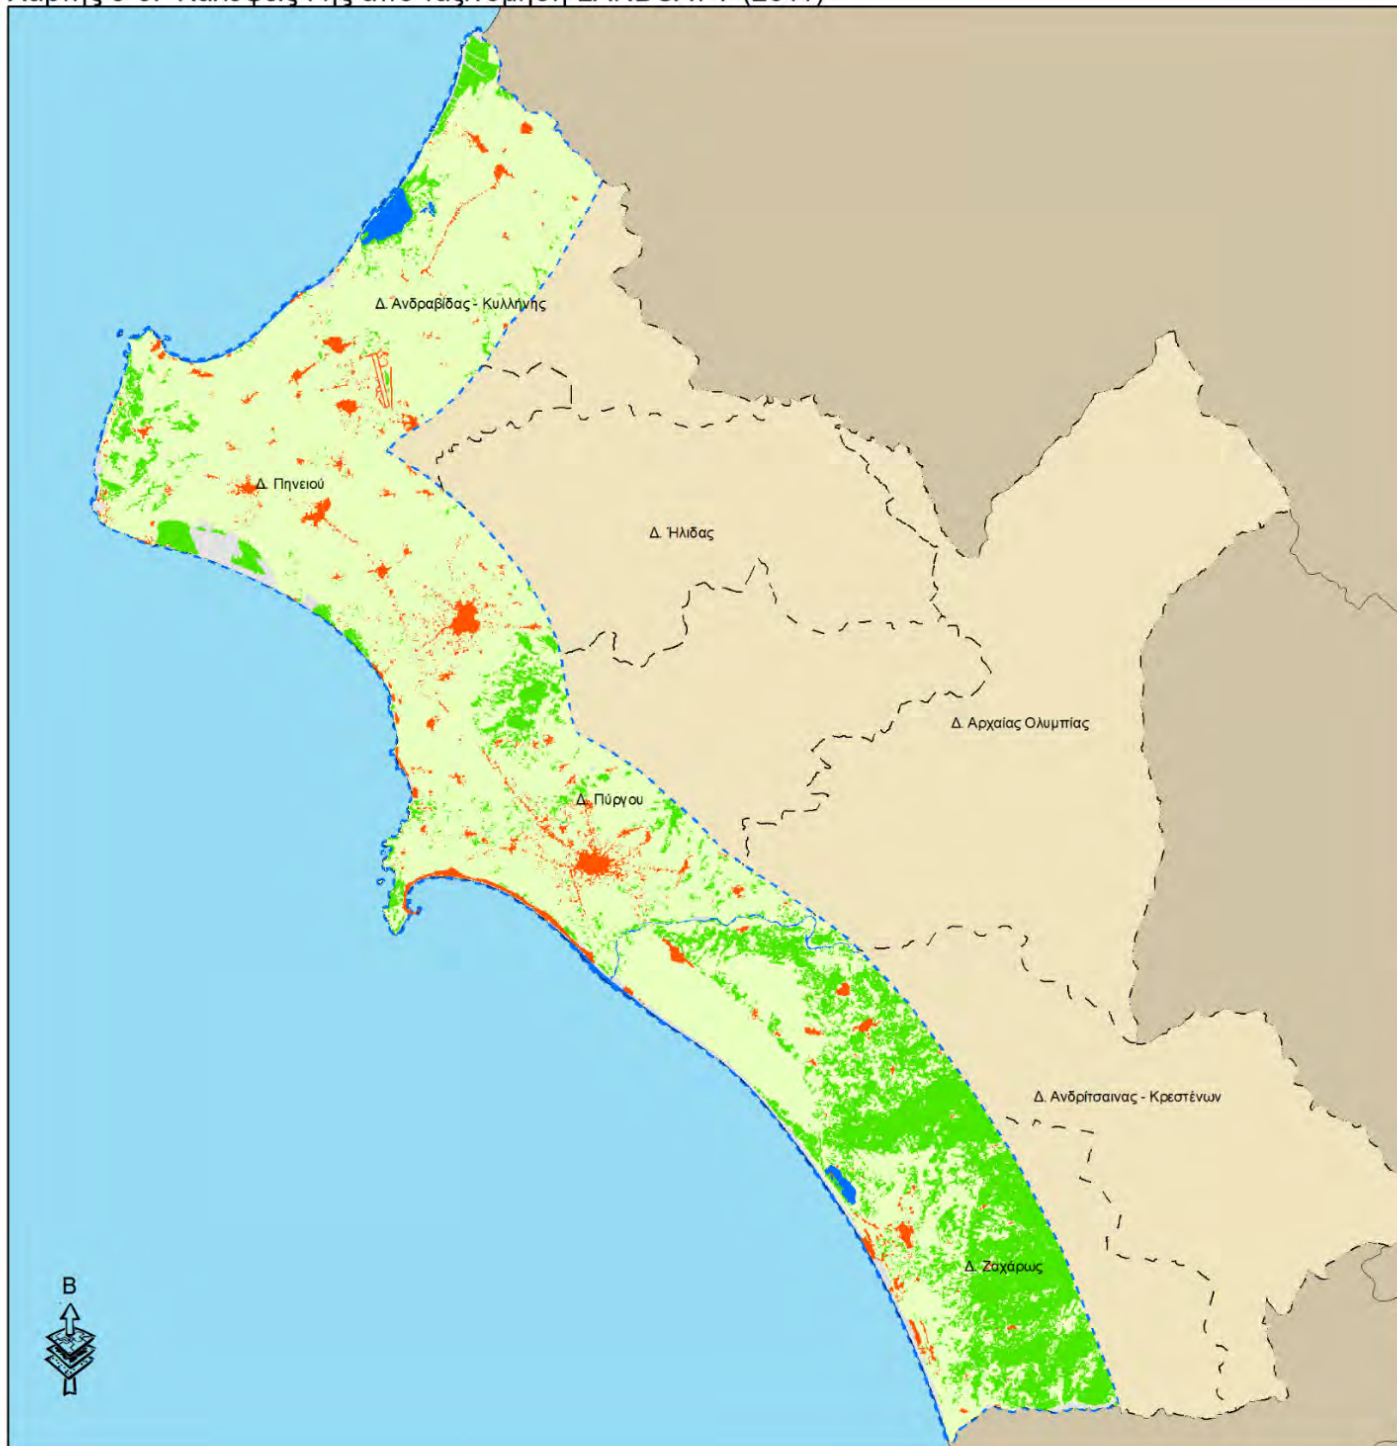 Δ. Ανδραβίδας - Κυλλήνης
Δ. Πηνειού
Δ. Ήλιδας
Δ. Αρχαίας Ολυμπίας
Δ. Πύργου
Δ. Ανδρίτσαινας - Κρεστένων
Δ. Ζαχάρως
Β